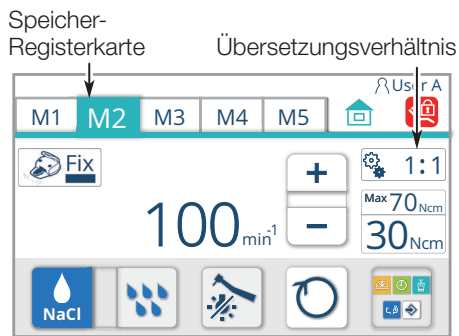 Speicher-
Registerkarte
Übersetzungsverhältnis
User A
M1 M2 M3 M4 M5
Fix
1:1
Max 70 Ncm
100 min-1
30 Ncm
+
−
NaCl